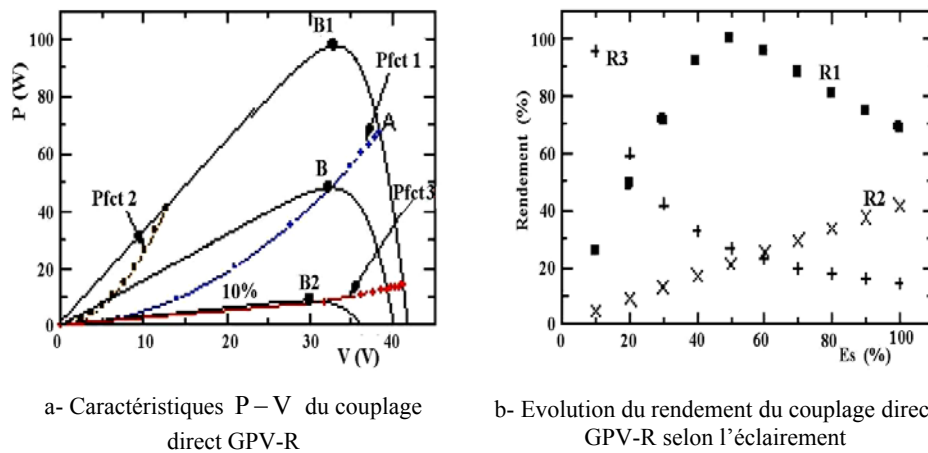 100
80
60
40
20
0
P (W)
B1
Pfct 1
A
B
Pfct 2
Pfct 3
10%
B2
0 10 20 30 40
V (V)
a- Caractéristiques P – V du couplage
direct GPV-R
100
80
60
40
20
0
Rendement (%)
R3
R1
R2
0 20 40 60 80 100
Es (%)
b- Evolution du rendement du couplage direc
GPV-R selon l’éclairement